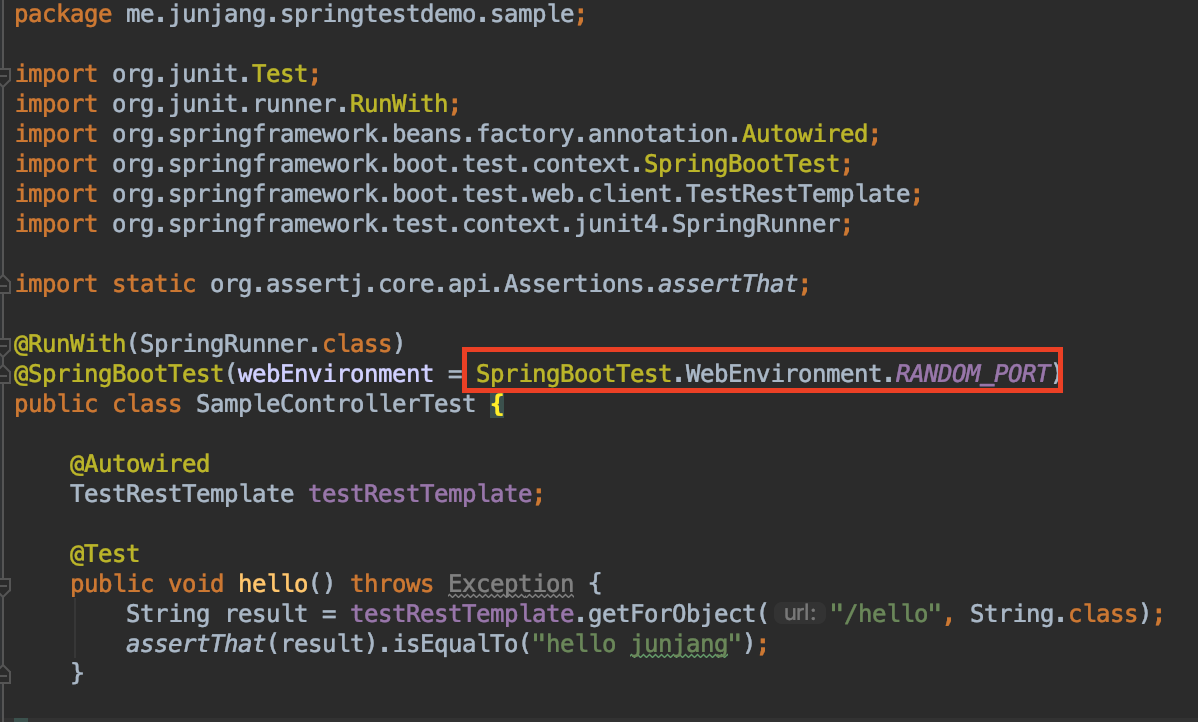 package me.junjang.springtestdemo.sample;
import org.junit.Test;
import org.junit.runner.RunWith;
import org.springframework.beans.factory.annotation.Autowired;
import org.springframework.boot.test.context.SpringBootTest;
import org.springframework.boot.test.web.client.TestRestTemplate;
import org.springframework.test.context.junit4.SpringRunner;
import static org.assertj.core.api.Assertions.assertThat;
@RunWith(SpringRunner.class)
@SpringBootTest(webEnvironment = SpringBootTest.WebEnvironment.RANDOM_PORT)
public class SampleControllerTest {
@Autowired
TestRestTemplate testRestTemplate;
@Test
public void hello() throws Exception {
String result = testRestTemplate.getForObject( url: "/hello", String.class);
assertThat(result).isEqualTo("hello junjang");
}